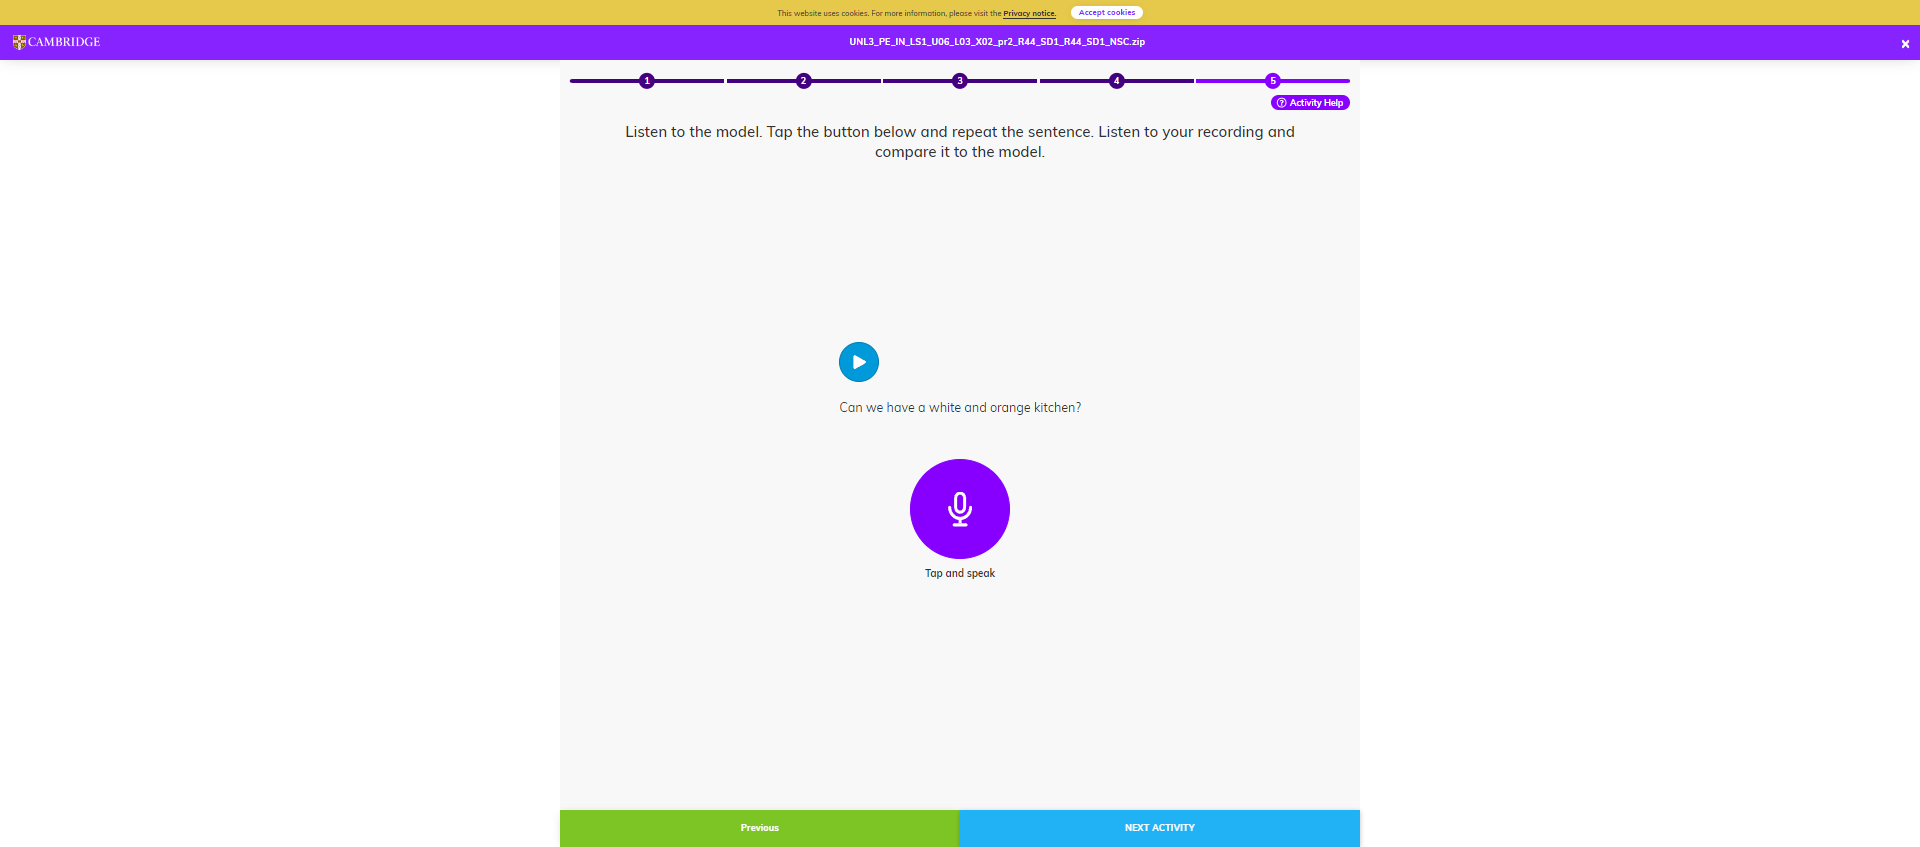 This website uses cookies. For more information, please visit the Privacy notice. Accept cookies
CAMBRIDGE
UNL3_PE_IN_LS1_U06_L03_X02_pr2_R44_SD1_R44_SD1_NSC.zip
×
1 2 3 4 5
? Activity Help
Listen to the model. Tap the button below and repeat the sentence. Listen to your recording and
compare it to the model.
Can we have a white and orange kitchen?
Tap and speak
Previous
NEXT ACTIVITY